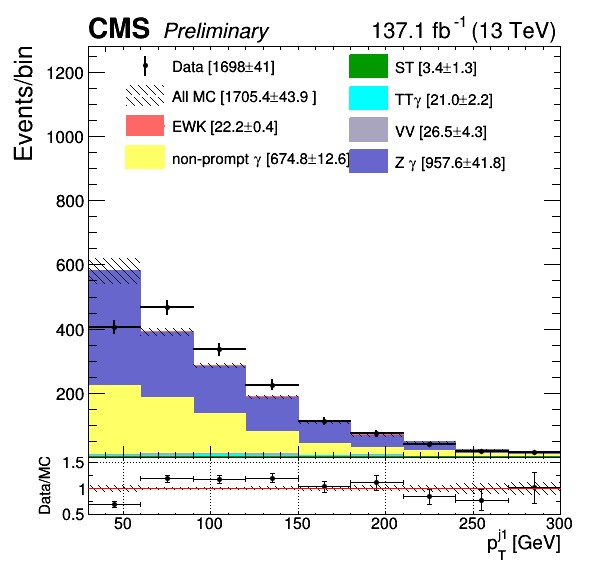 CMS Preliminary 137.1 fb⁻¹ (13 TeV)
Events/bin
1200
1000
800
600
400
200
Data [1698±41]
All MC [1705.4±43.9 ]
EWK [22.2±0.4]
non-prompt γ [674.8±12.6]
ST [3.4±1.3]
TTγ [21.0±2.2]
VV [26.5±4.3]
Z γ [957.6±41.8]
Data/MC
1.5
1
0.5
50 100 150 200 250 300
p_T^j1 [GeV]